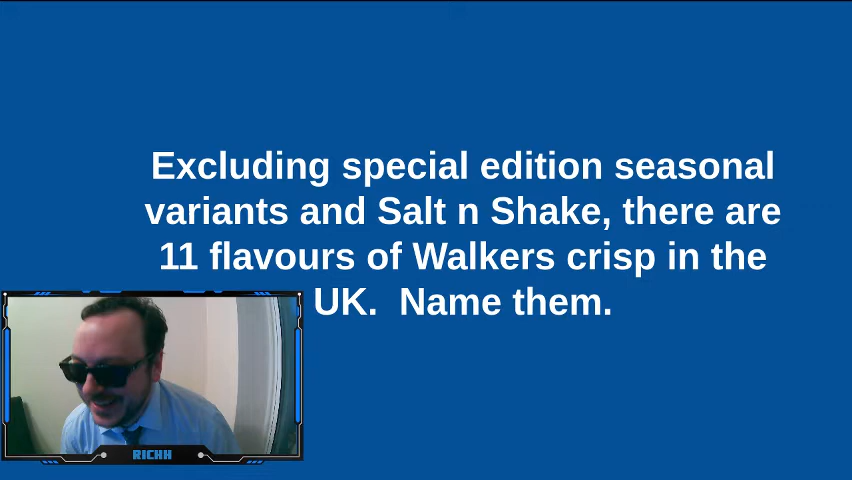 Excluding special edition seasonal
variants and Salt n Shake, there are
11 flavours of Walkers crisp in the
UK.  Name them.
RICHH